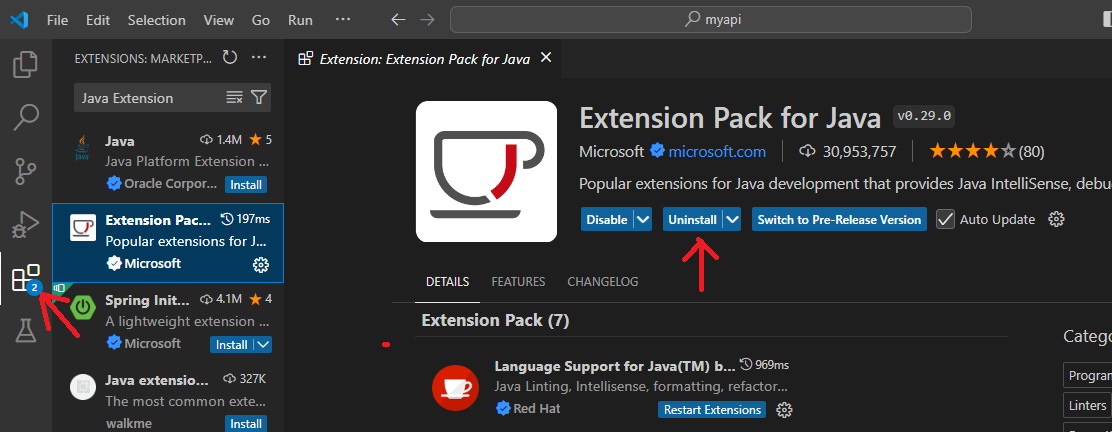 File Edit Selection View Go Run ··· myapi
EXTENSIONS: MARKETP... ···
Java Extension
Java 1.4M 5
Java Platform Extension ...
Oracle Corpor... Install
Extension Pac... 197ms
Popular extensions for J...
Microsoft
2
Spring Init... 4.1M 4
A lightweight extension ...
Microsoft Install
Java extensio... 327K
The most common exte...
walkme Install
Extension: Extension Pack for Java
Extension Pack for Java v0.29.0
Microsoft microsoft.com 30,953,757 (80)
Popular extensions for Java development that provides Java IntelliSense, debu
Disable Uninstall Switch to Pre-Release Version Auto Update
DETAILS FEATURES CHANGELOG
Extension Pack (7)
Language Support for Java(TM) b... 969ms
Java Linting, Intellisense, formatting, refactor...
Red Hat Restart Extensions
Catego
Progran
Linters